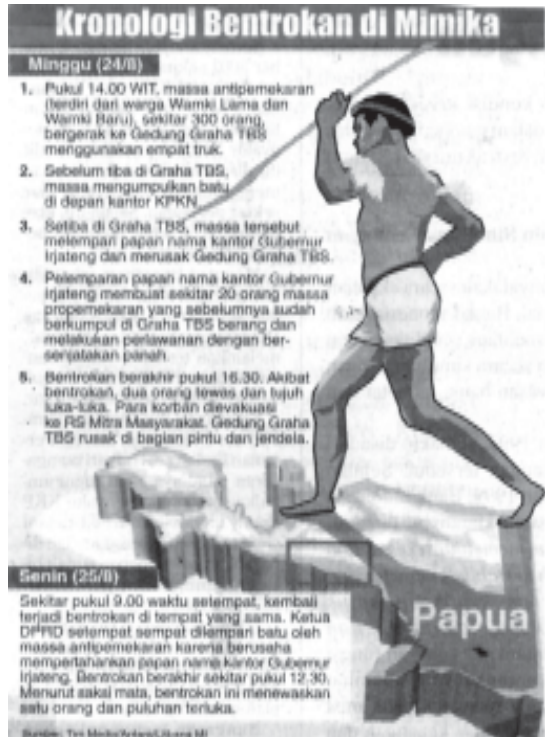 Kronologi Bentrokan di Mimika
Minggu (24/8)
1. Pukul 14.00 WIT, massa antipemekaran
(terdiri dari warga Wamki Lama dan
Wamki Baru), sekitar 300 orang,
bergerak ke Gedung Graha TBS
menggunakan empat truk.
2. Sebelum tiba di Graha TBS,
massa mengumpulkan batu
di depan kantor KPKN.
3. Setiba di Graha TBS, massa tersebut
melempari papan nama kantor Gubernur
Irjateng dan merusak Gedung Graha TBS.
4. Pelemparan papan nama kantor Gubernur
Irjateng membuat sekitar 20 orang massa
propemekaran yang sebelumnya sudah
berkumpul di Graha TBS berang dan
melakukan perlawanan dengan ber-
senjatakan panah.
5. Bentrokan berakhir pukul 16.30. Akibat
bentrokan, dua orang tewas dan tujuh
luka-luka. Para korban dievakuasi
ke RS Mitra Masyarakat. Gedung Graha
TBS rusak di bagian pintu dan jendela.
Senin (25/8)
Sekitar pukul 9.00 waktu setempat, kembali
terjadi bentrokan di tempat yang sama. Ketua
DPRD setempat sempat dilempari batu oleh
massa antipemekaran karena berusaha
mempertahankan papan nama kantor Gubernur
Irjateng. Bentrokan berakhir sekitar pukul 12.30.
Menurut saksi mata, bentrokan ini menewaskan
satu orang dan puluhan terluka.
Papua
Sumber: Tim Media/Antara